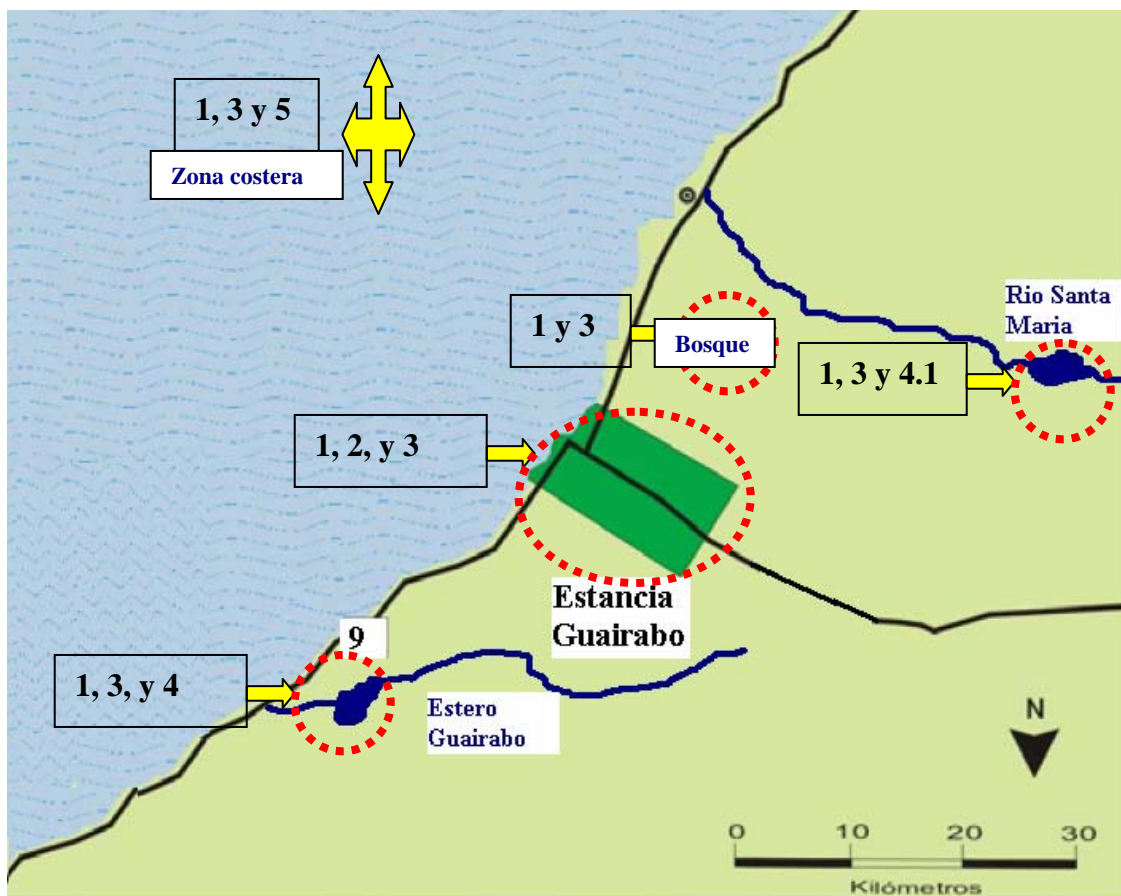 1, 3 y 5
Zona costera
1 y 3
Bosque
Rio Santa
Maria
1, 3 y 4.1
1, 2, y 3
Estancia
Guairabo
9
1, 3, y 4
Estero
Guairabo
N
0 10 20 30
Kilómetros